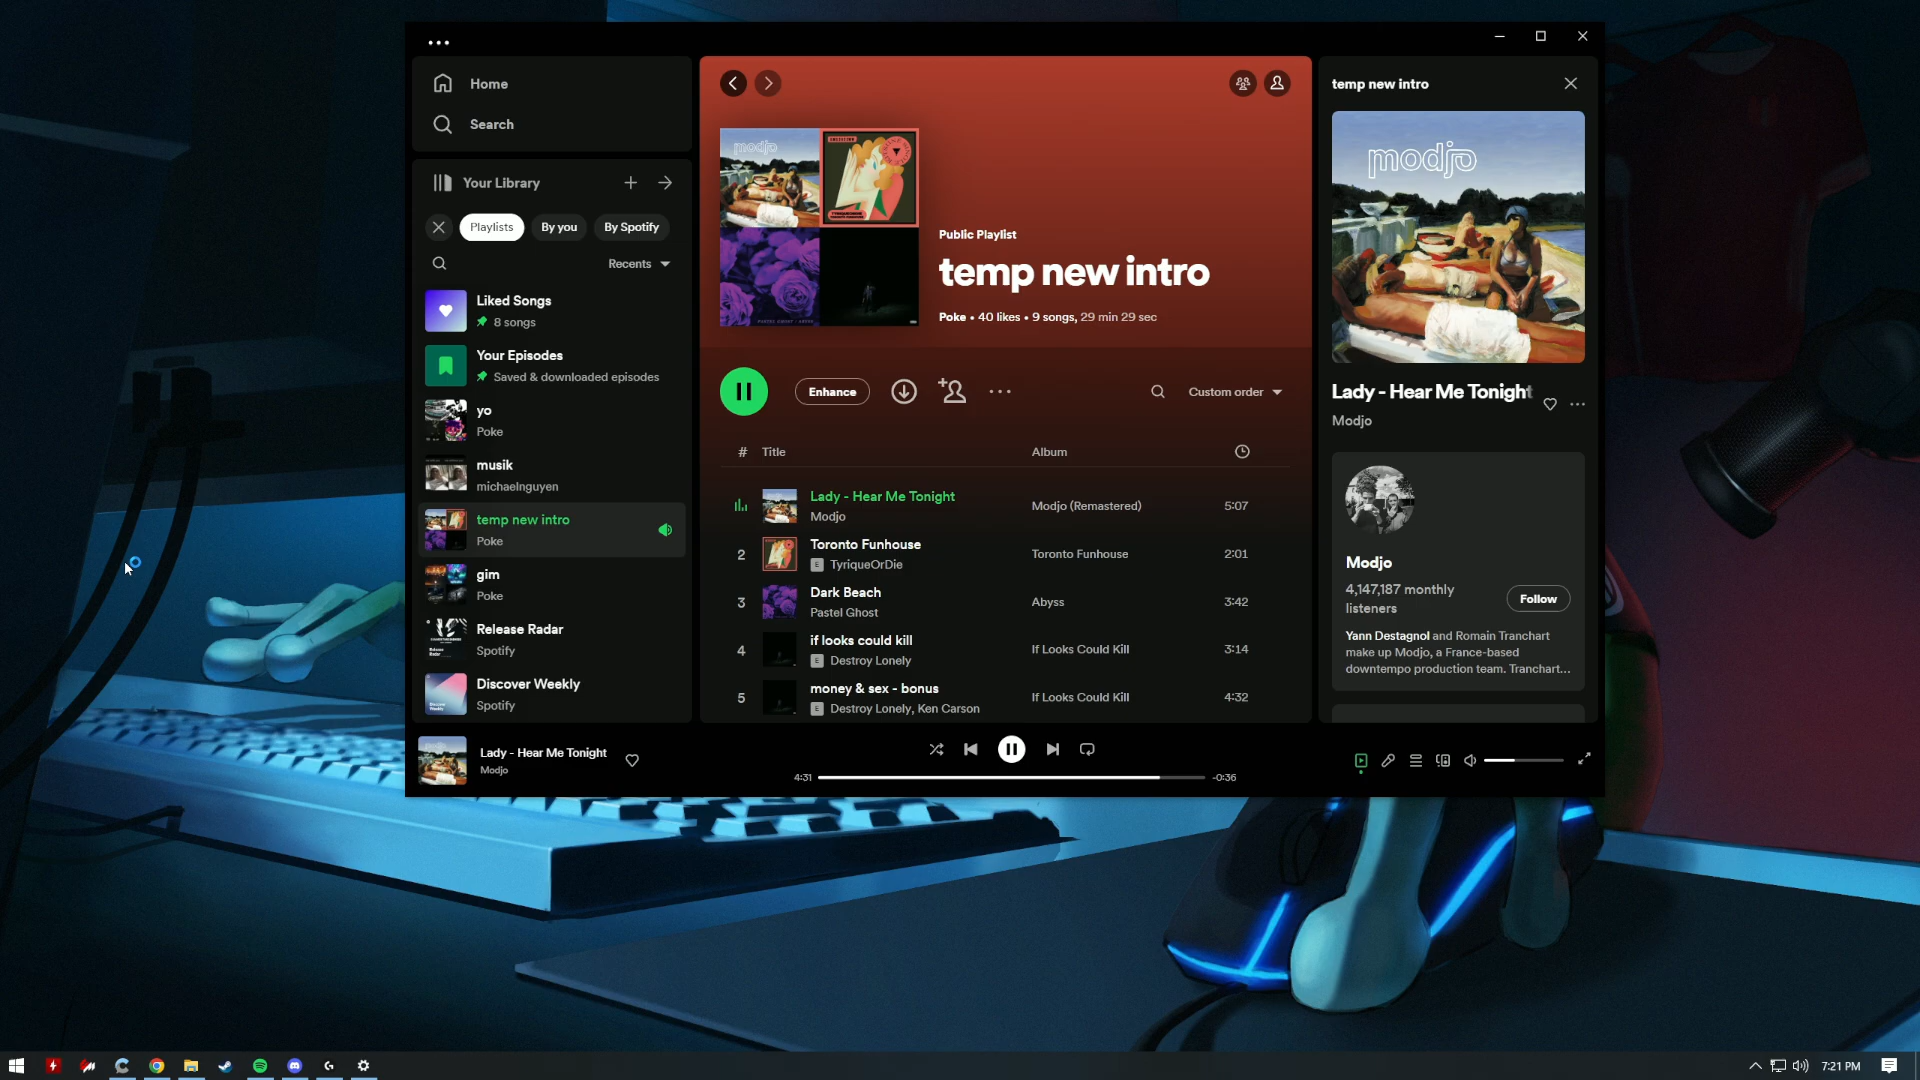 Home
Search
Your Library
Playlists
By you
By Spotify
Recents
Liked Songs
8 songs
Your Episodes
Saved & downloaded episodes
yo
Poke
musik
michaelnguyen
temp new intro
Poke
gim
Poke
Release Radar
Spotify
Discover Weekly
Spotify
modjo
Public Playlist
temp new intro
Poke • 40 likes • 9 songs, 29 min 29 sec
Enhance
Custom order
# Title Album
Lady - Hear Me Tonight
Modjo
Modjo (Remastered)
5:07
2
Toronto Funhouse
E TyriqueOrDie
Toronto Funhouse
2:01
3
Dark Beach
Pastel Ghost
Abyss
3:42
4
if looks could kill
E Destroy Lonely
If Looks Could Kill
3:14
5
money & sex - bonus
E Destroy Lonely, Ken Carson
If Looks Could Kill
4:32
temp new intro
modjo
Lady - Hear Me Tonight
Modjo
Modjo
4,147,187 monthly
listeners
Follow
Yann Destagnol and Romain Tranchart
make up Modjo, a France-based
downtempo production team. Tranchart...
Lady - Hear Me Tonight
Modjo
4:31
-0:36
7:21 PM